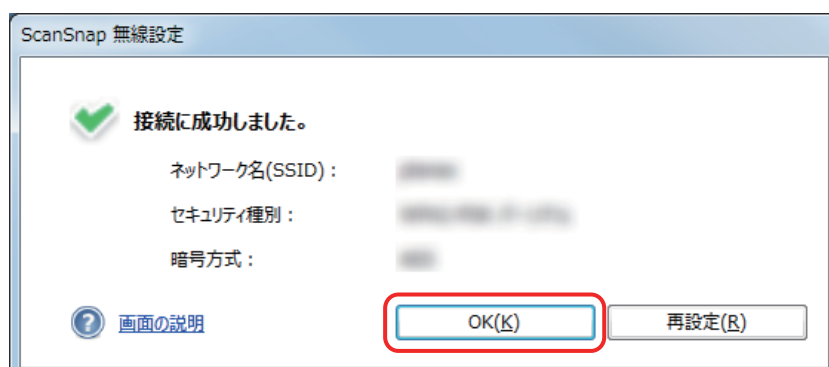 ScanSnap 無線設定
接続に成功しました。
ネットワーク名(SSID)：
セキュリティ種別：
暗号方式：
画面の説明 OK(K) 再設定(R)